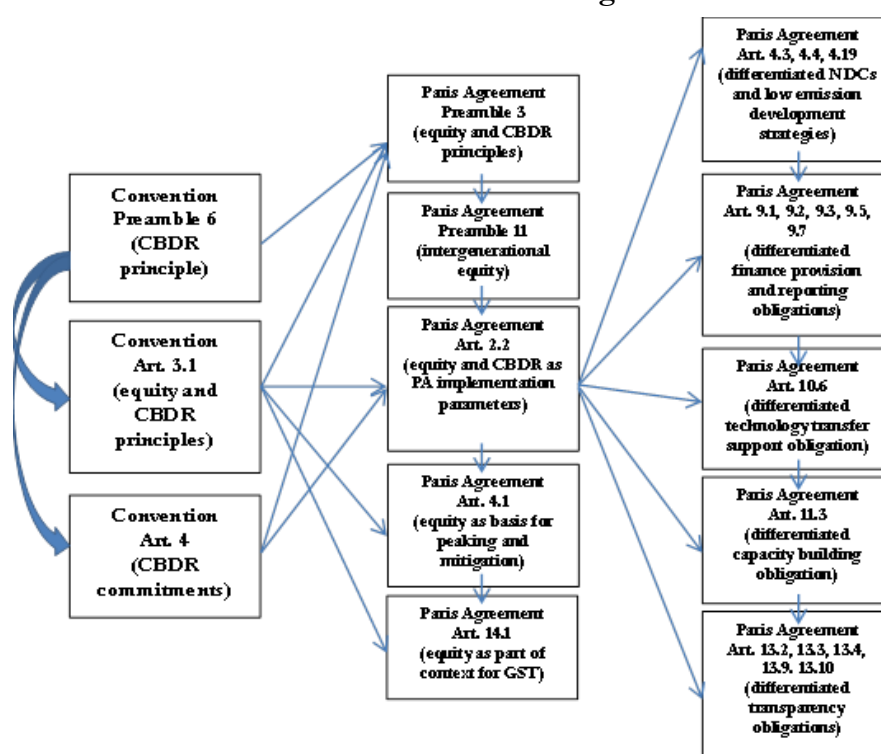 Convention
Preamble 6
(CBDR
principle)
Convention
Art. 3.1
(equity and
CBDR
principles)
Convention
Art. 4
(CBDR
commitments)
Paris Agreement
Preamble 3
(equity and CBDR
principles)
Paris Agreement
Preamble 11
(intergenerational
equity)
Paris Agreement
Art. 2.2
(equity and CBDR as
PA implementation
parameters)
Paris Agreement
Art. 4.1
(equity as basis for
peaking and
mitigation)
Paris Agreement
Art. 14.1
(equity as part of
context for GST)
Paris Agreement
Art. 4.3, 4.4, 4.19
(differentiated NDCs
and low emission
development
strategies)
Paris Agreement
Art. 9.1, 9.2, 9.3, 9.5,
9.7
(differentiated
finance provision
and reporting
obligations)
Paris Agreement
Art. 10.6
(differentiated
technology transfer
support obligation)
Paris Agreement
Art. 11.3
(differentiated
capacity building
obligation)
Paris Agreement
Art. 13.2, 13.3, 13.4,
13.9. 13.10
(differentiated
transparency
obligations)